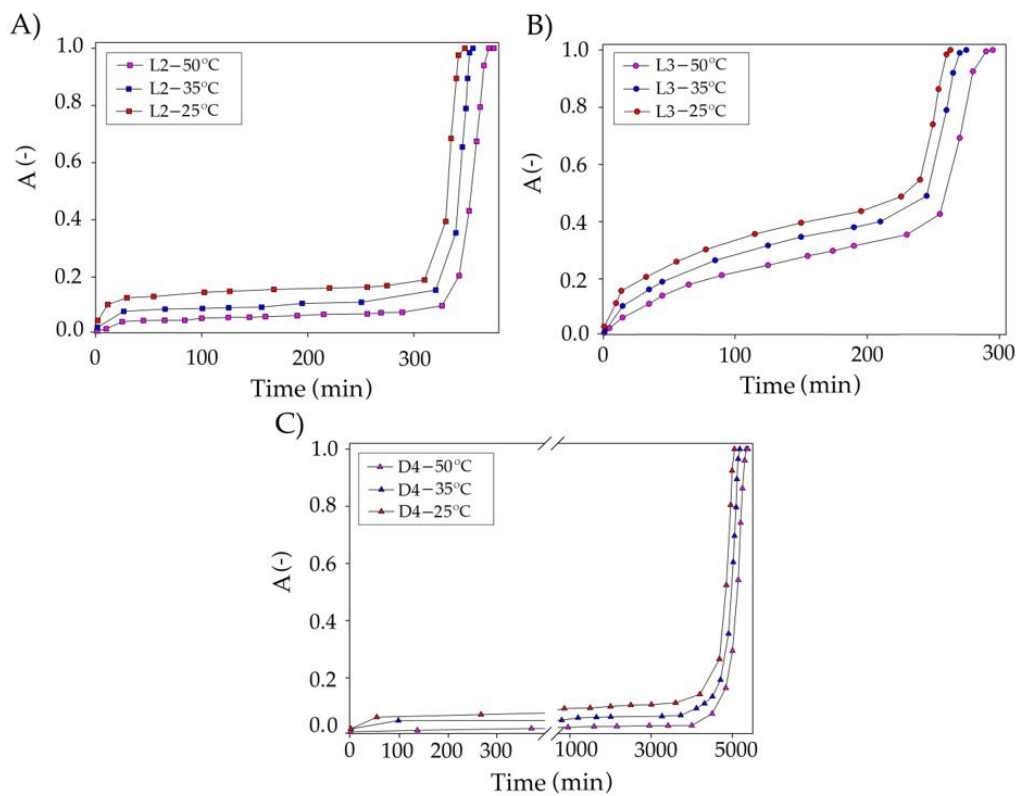 A)
1.0
0.8
0.6
0.4
0.2
0.0
A (-)
L2−50°C
L2−35°C
L2−25°C
0 100 200 300
Time (min)
B)
1.0
0.8
0.6
0.4
0.2
0.0
A(-)
L3−50°C
L3−35°C
L3−25°C
0 100 200 300
Time (min)
C)
1.0
0.8
0.6
0.4
0.2
0.0
A (-)
D4−50°C
D4−35°C
D4−25°C
0 100 200 300 1000 3000 5000
Time (min)